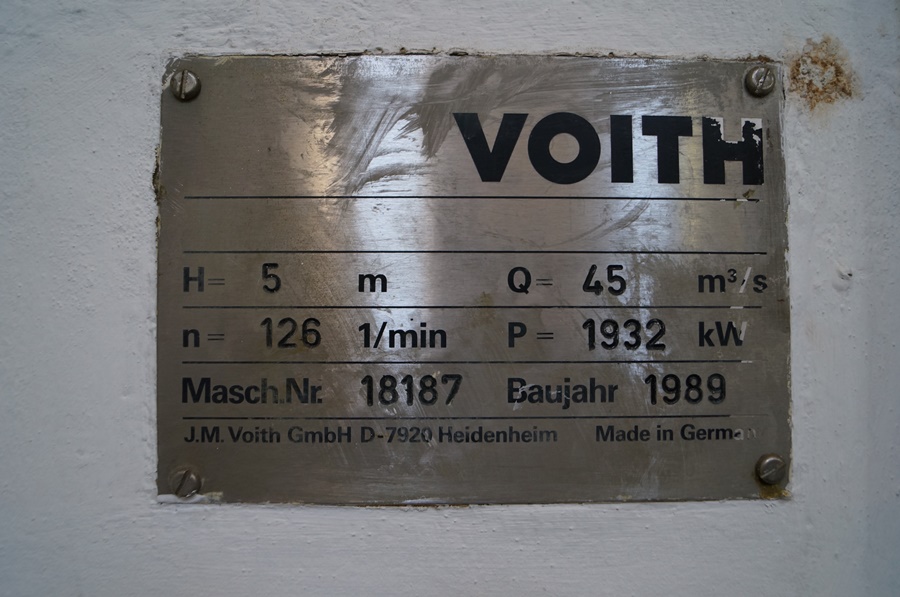 VOITH
H= 5 m Q= 45 m³/s
n= 126 1/min P= 1932 kW
Masch.Nr. 18187 Baujahr 1989
J.M. Voith GmbH D-7920 Heidenheim Made in Germa